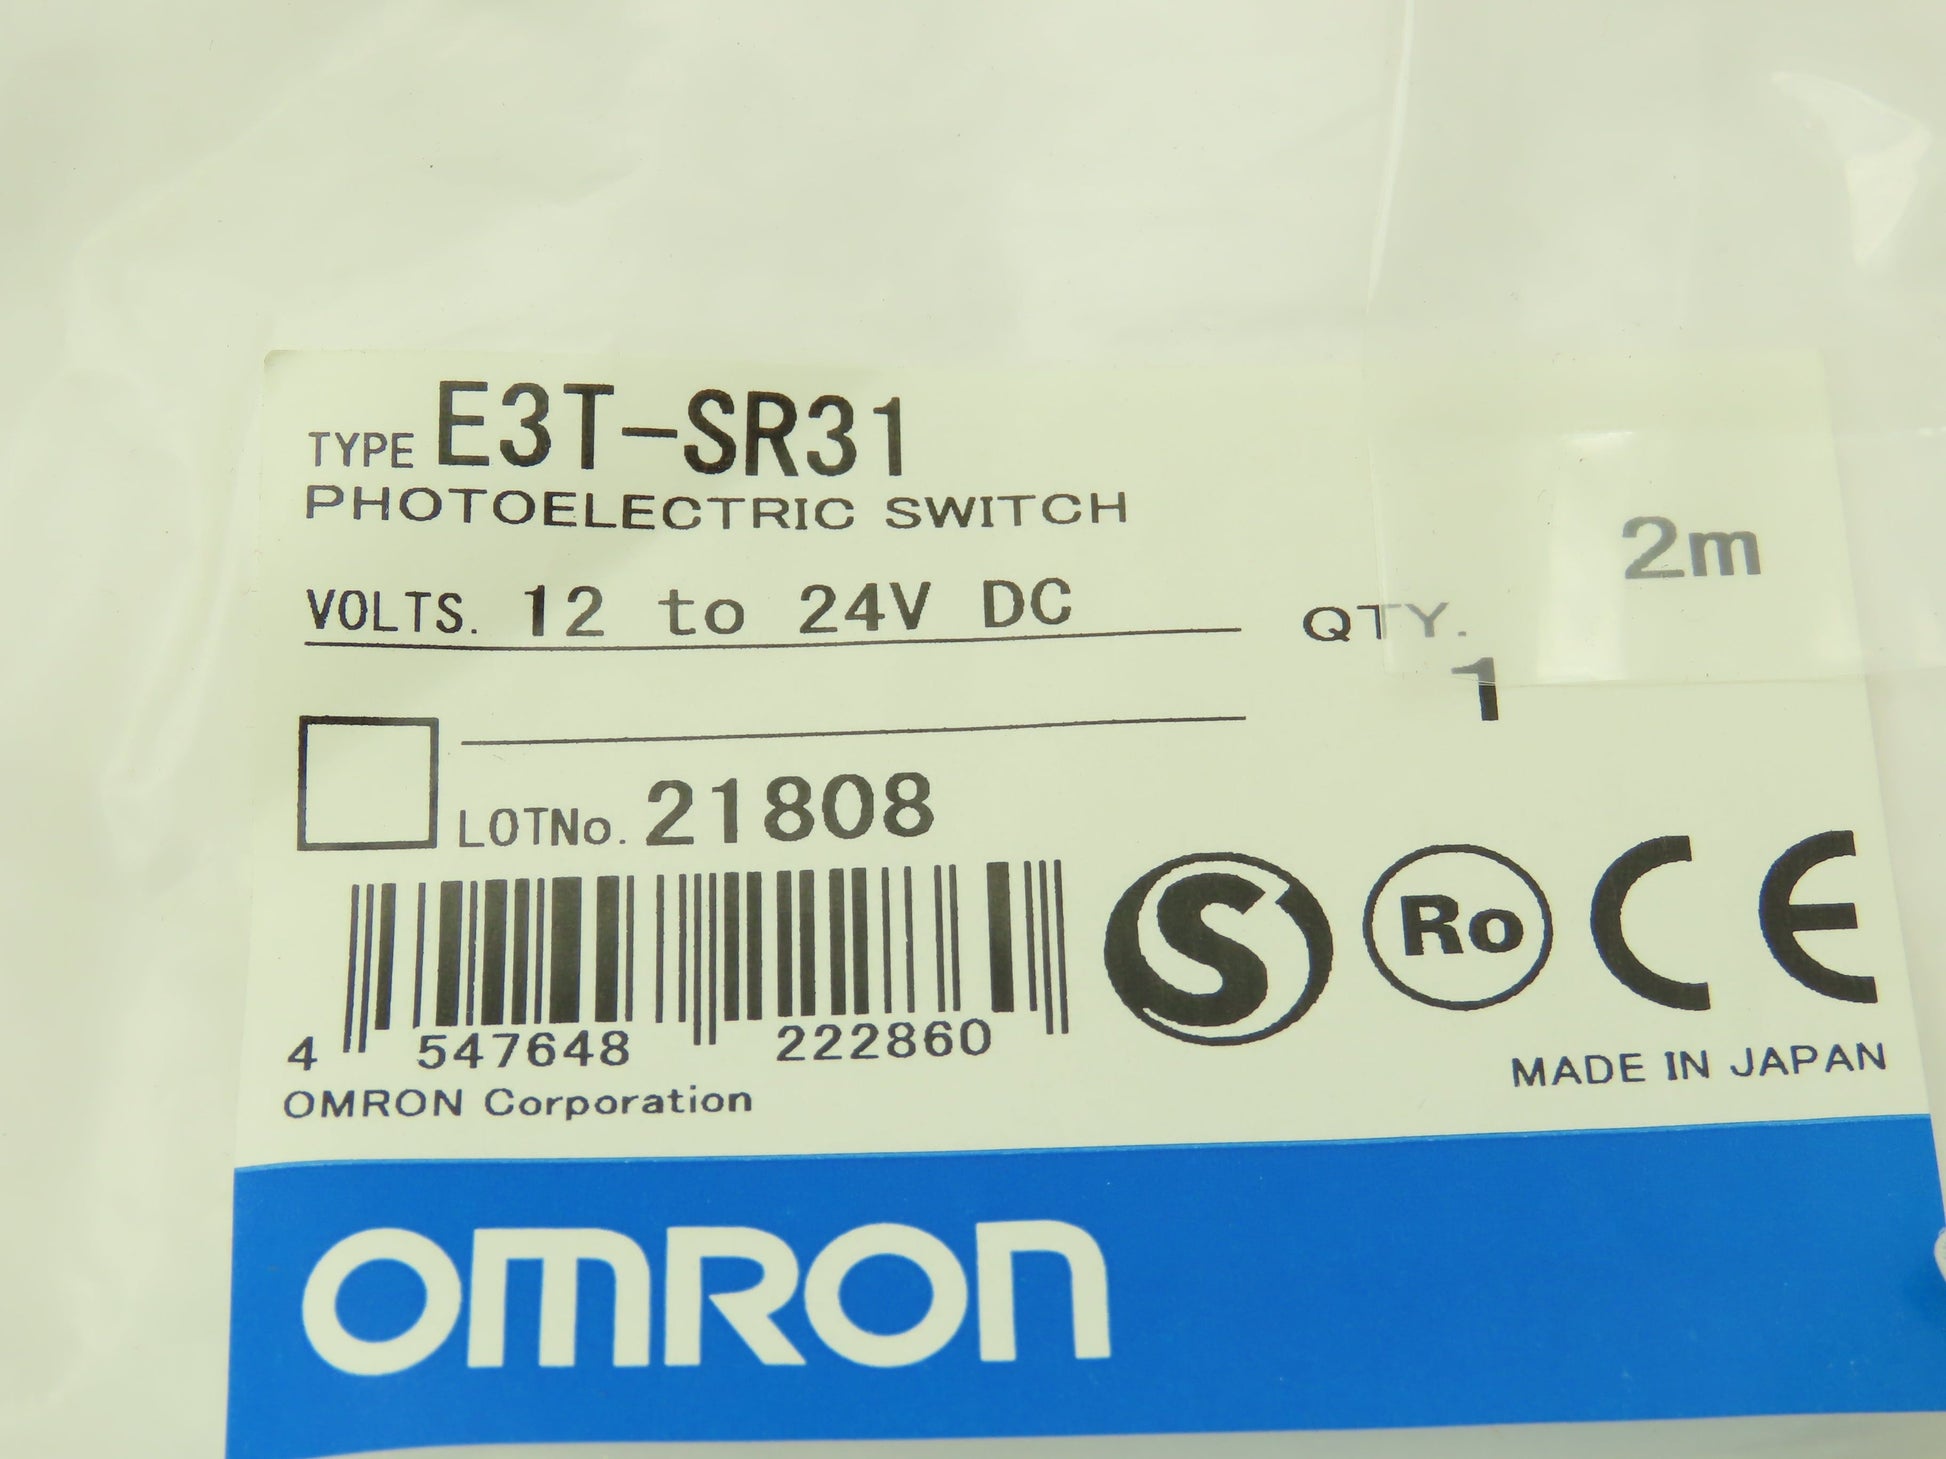 TYPE E3T-SR31
PHOTOELECTRIC SWITCH
2m
VOLTS. 12 to 24V DC
QTY.
1
LOTNo. 21808
S Ro CE
4 547648 222860
MADE IN JAPAN
OMRON Corporation
OMRON